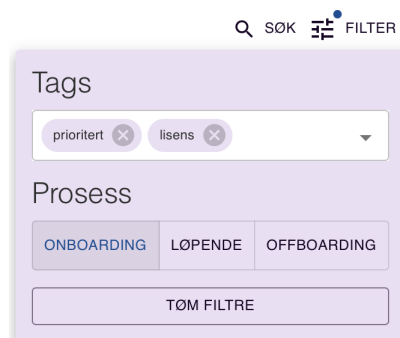 SØK FILTER
Tags
prioritert lisens
Prosess
ONBOARDING LØPENDE OFFBOARDING
TØM FILTRE